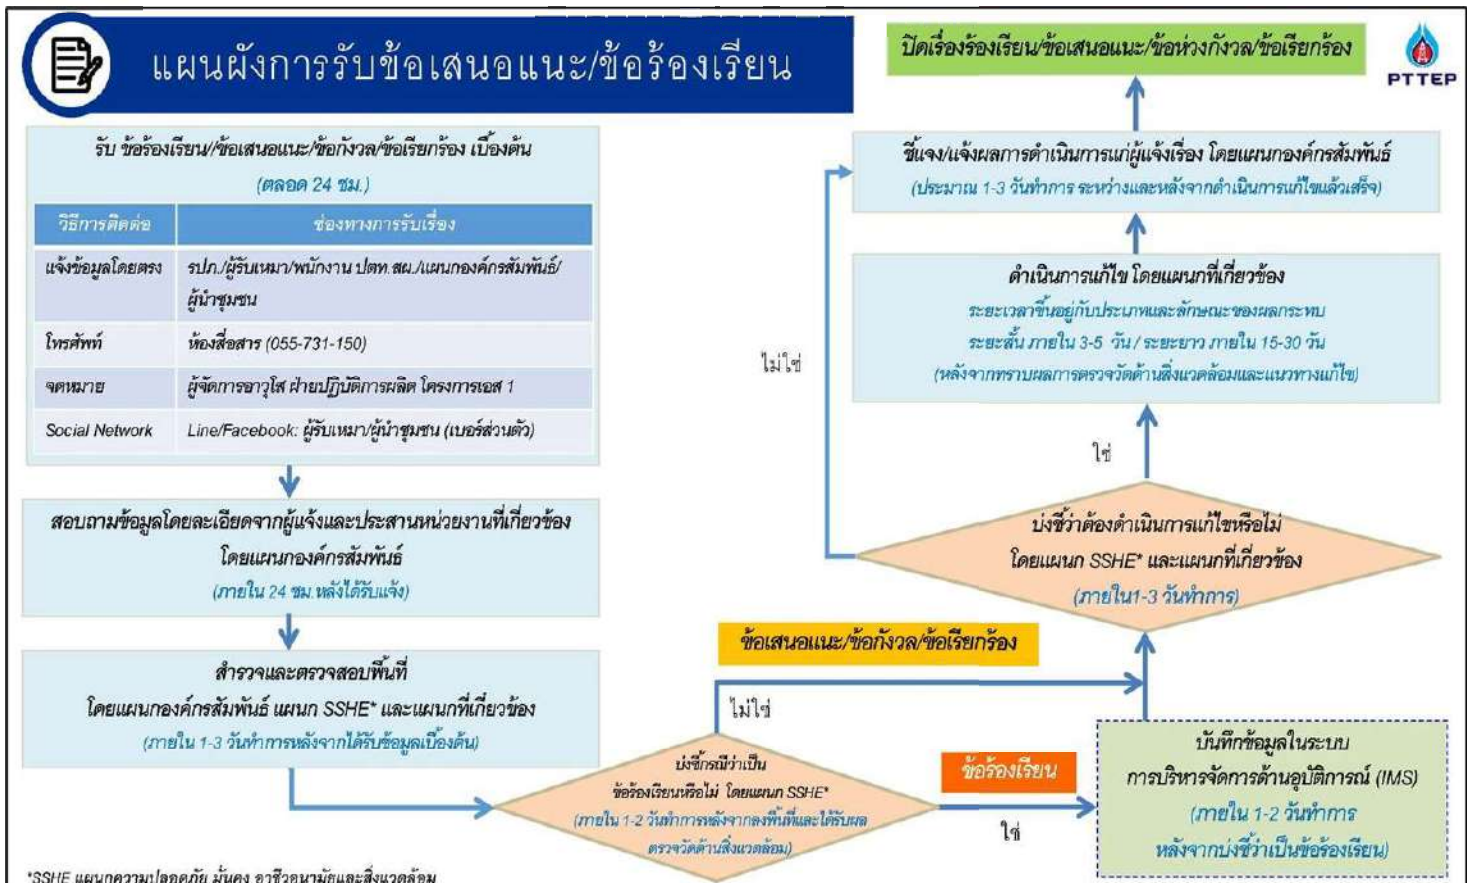 แผนผังการรับข้อเสนอแนะ/ข้อร้องเรียน
รับ ข้อร้องเรียน//ข้อเสนอแนะ/ข้อกังวล/ข้อเรียกร้อง เบื้องต้น
(ตลอด 24 ชม.)
วิธีการติดต่อ ช่องทางการรับเรื่อง
แจ้งข้อมูลโดยตรง รปภ./ผู้รับเหมา/พนักงาน ปตท.สผ./แผนกองค์กรสัมพันธ์/
ผู้นำชุมชน
โทรศัพท์ ห้องสื่อสาร (055-731-150)
จดหมาย ผู้จัดการอาวุโส ฝ่ายปฏิบัติการผลิต โครงการเอส 1
Social Network Line/Facebook: ผู้รับเหมา/ผู้นำชุมชน (เบอร์ส่วนตัว)
สอบถามข้อมูลโดยละเอียดจากผู้แจ้งและประสานหน่วยงานที่เกี่ยวข้อง
โดยแผนกองค์กรสัมพันธ์
(ภายใน 24 ชม.หลังได้รับแจ้ง)
สำรวจและตรวจสอบพื้นที่
โดยแผนกองค์กรสัมพันธ์ แผนก SSHE* และแผนกที่เกี่ยวข้อง
(ภายใน 1-3 วันทำการหลังจากได้รับข้อมูลเบื้องต้น)
บ่งชี้กรณีว่าเป็น
ข้อร้องเรียนหรือไม่ โดยแผนก SSHE*
(ภายใน 1-2 วันทำการหลังจากลงพื้นที่และได้รับผล
ตรวจวัดด้านสิ่งแวดล้อม)
ไม่ใช่
ข้อเสนอแนะ/ข้อกังวล/ข้อเรียกร้อง
ข้อร้องเรียน
ใช่
บันทึกข้อมูลในระบบ
การบริหารจัดการด้านอุบัติการณ์ (IMS)
(ภายใน 1-2 วันทำการ
หลังจากบ่งชี้ว่าเป็นข้อร้องเรียน)
บ่งชี้ว่าต้องดำเนินการแก้ไขหรือไม่
โดยแผนก SSHE* และแผนกที่เกี่ยวข้อง
(ภายใน1-3 วันทำการ)
ใช่
ไม่ใช่
ดำเนินการแก้ไข โดยแผนกที่เกี่ยวข้อง
ระยะเวลาขึ้นอยู่กับประเภทและลักษณะของผลกระทบ
ระยะสั้น ภายใน 3-5 วัน / ระยะยาว ภายใน 15-30 วัน
(หลังจากทราบผลการตรวจวัดด้านสิ่งแวดล้อมและแนวทางแก้ไข)
ชี้แจง/แจ้งผลการดำเนินการแก่ผู้แจ้งเรื่อง โดยแผนกองค์กรสัมพันธ์
(ประมาณ 1-3 วันทำการ ระหว่างและหลังจากดำเนินการแก้ไขแล้วเสร็จ)
ปิดเรื่องร้องเรียน/ข้อเสนอแนะ/ข้อห่วงกังวล/ข้อเรียกร้อง
PTTEP
*SSHE แผนกความปลอดภัย มั่นคง อาชีวอนามัยและสิ่งแวดล้อม